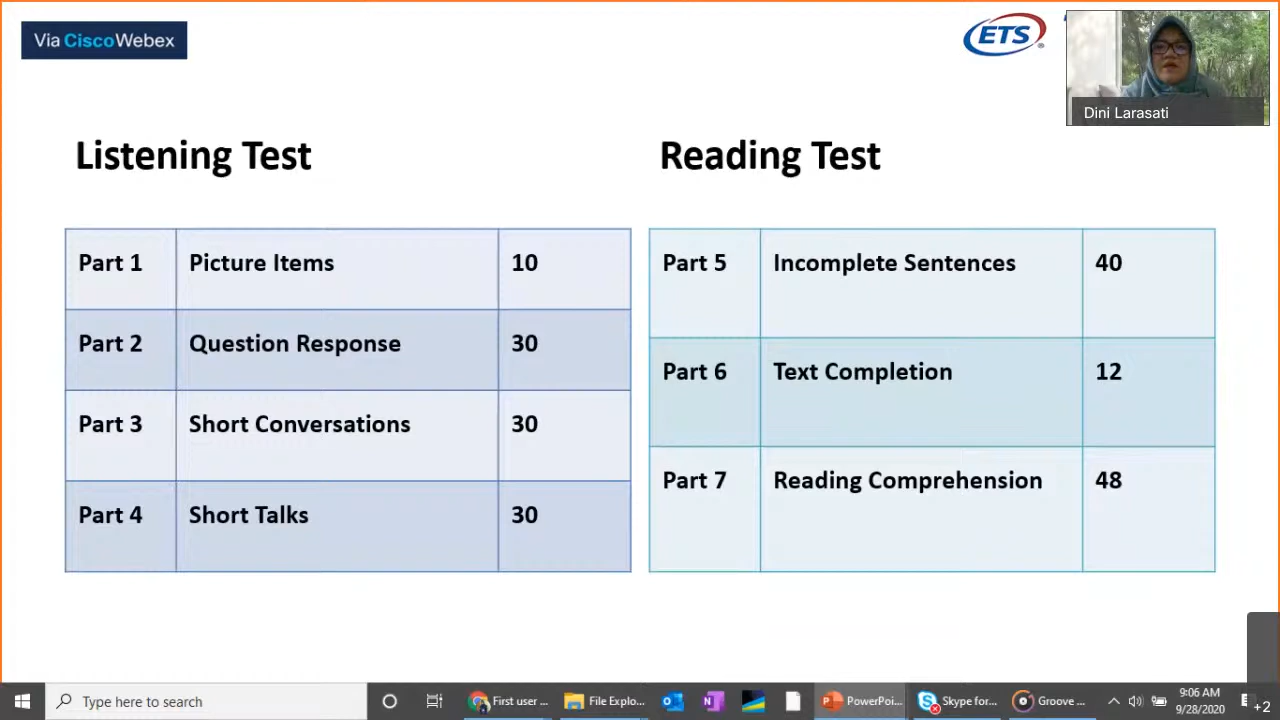 Via CiscoWebex
ETS
Dini Larasati
Listening Test
Part 1 Picture Items 10
Part 2 Question Response 30
Part 3 Short Conversations 30
Part 4 Short Talks 30
Reading Test
Part 5 Incomplete Sentences 40
Part 6 Text Completion 12
Part 7 Reading Comprehension 48
Type here to search
First user ...
File Explo...
PowerPoi...
Skype for...
Groove ...
9:06 AM
9/28/2020
+2